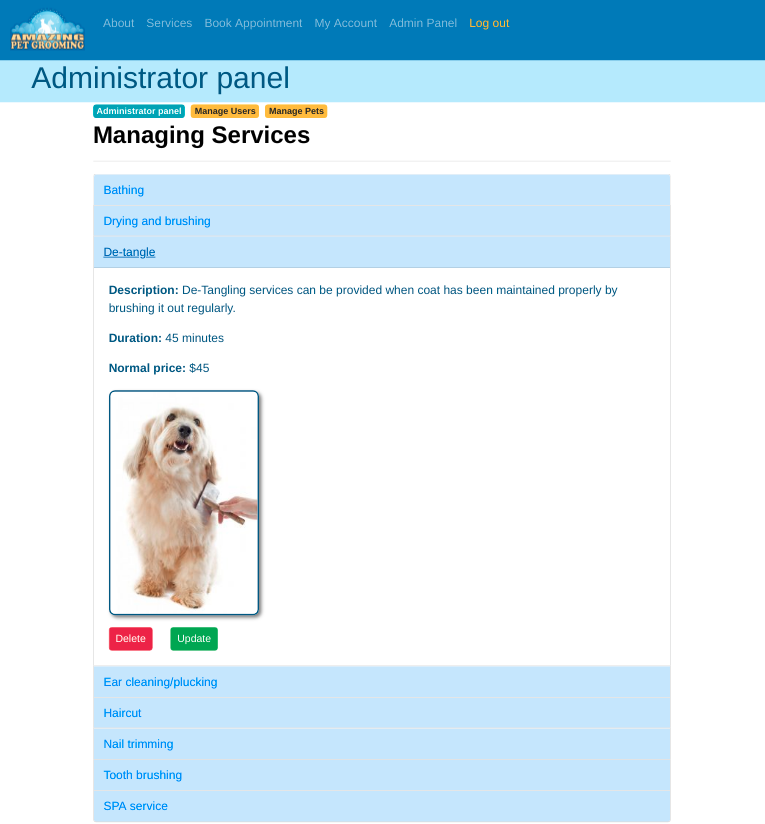 AMAZING
PET GROOMING
About Services Book Appointment My Account Admin Panel Log out
Administrator panel
Administrator panel Manage Users Manage Pets
Managing Services
Bathing
Drying and brushing
De-tangle
Description: De-Tangling services can be provided when coat has been maintained properly by
brushing it out regularly.
Duration: 45 minutes
Normal price: $45
Delete Update
Ear cleaning/plucking
Haircut
Nail trimming
Tooth brushing
SPA service